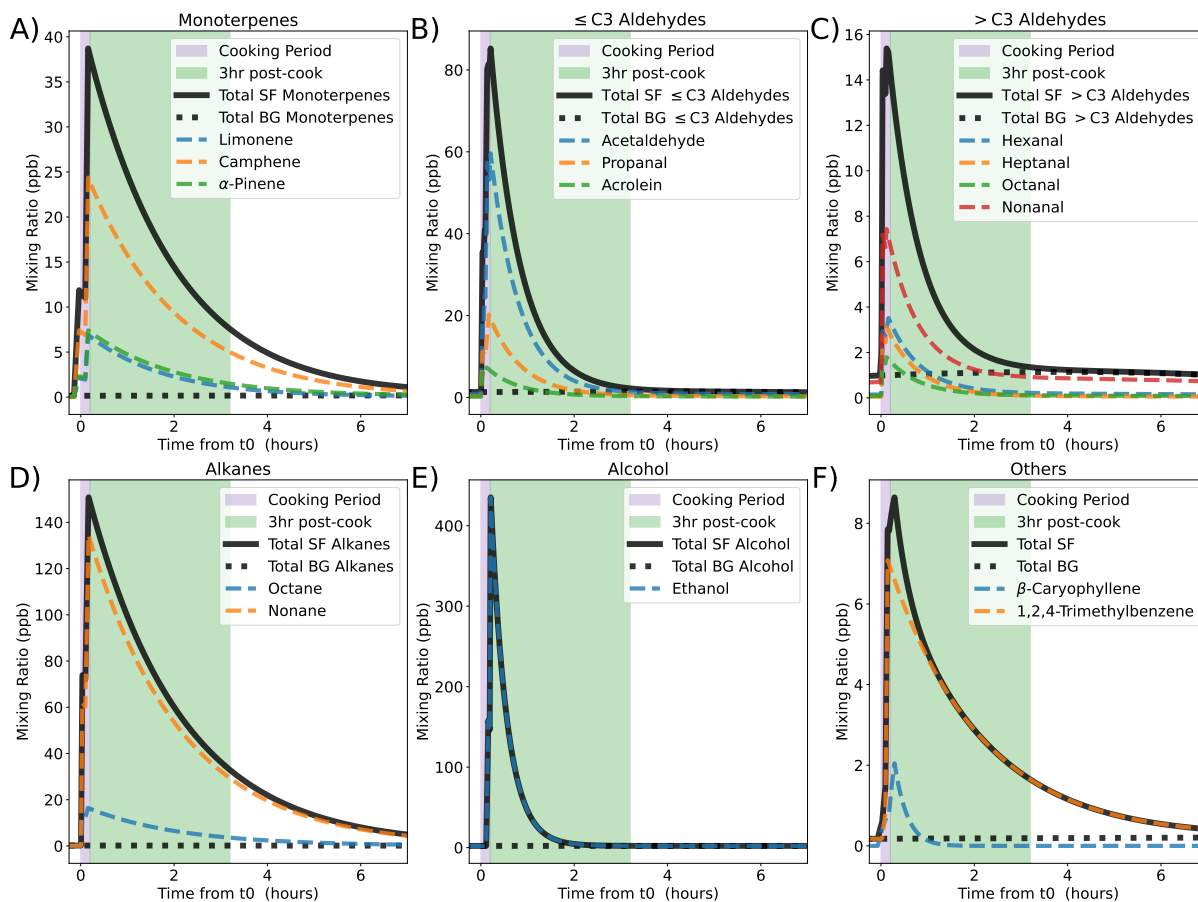 A)
Monoterpenes
Mixing Ratio (ppb)
40
35
30
25
20
15
10
5
0
Cooking Period
3hr post-cook
Total SF Monoterpenes
Total BG Monoterpenes
Limonene
Camphene
α-Pinene
0 2 4 6
Time from t0 (hours)
B)
≤ C3 Aldehydes
Mixing Ratio (ppb)
80
60
40
20
0
Cooking Period
3hr post-cook
Total SF ≤ C3 Aldehydes
Total BG ≤ C3 Aldehydes
Acetaldehyde
Propanal
Acrolein
0 2 4 6
Time from t0 (hours)
C)
> C3 Aldehydes
Mixing Ratio (ppb)
16
14
12
10
8
6
4
2
0
Cooking Period
3hr post-cook
Total SF > C3 Aldehydes
Total BG > C3 Aldehydes
Hexanal
Heptanal
Octanal
Nonanal
0 2 4 6
Time from t0 (hours)
D)
Alkanes
Mixing Ratio (ppb)
140
120
100
80
60
40
20
0
Cooking Period
3hr post-cook
Total SF Alkanes
Total BG Alkanes
Octane
Nonane
0 2 4 6
Time from t0 (hours)
E)
Alcohol
Mixing Ratio (ppb)
400
300
200
100
0
Cooking Period
3hr post-cook
Total SF Alcohol
Total BG Alcohol
Ethanol
0 2 4 6
Time from t0 (hours)
F)
Others
Mixing Ratio (ppb)
8
6
4
2
0
Cooking Period
3hr post-cook
Total SF
Total BG
β-Caryophyllene
1,2,4-Trimethylbenzene
0 2 4 6
Time from t0 (hours)